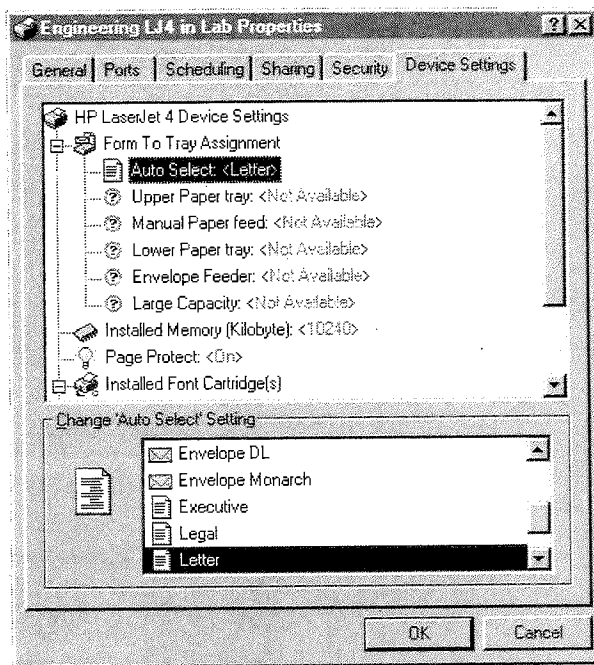 Engineering LJ4 in Lab Properties
General Ports Scheduling Sharing Security Device Settings
HP LaserJet 4 Device Settings
Form To Tray Assignment
Auto Select: <Letter>
Upper Paper tray: <Not Available>
Manual Paper feed: <Not Available>
Lower Paper tray: <Not Available>
Envelope Feeder: <Not Available>
Large Capacity: <Not Available>
Installed Memory (Kilobyte): <10240>
Page Protect: <On>
Installed Font Cartridge(s)
Change 'Auto Select' Setting
Envelope DL
Envelope Monarch
Executive
Legal
Letter
OK Cancel